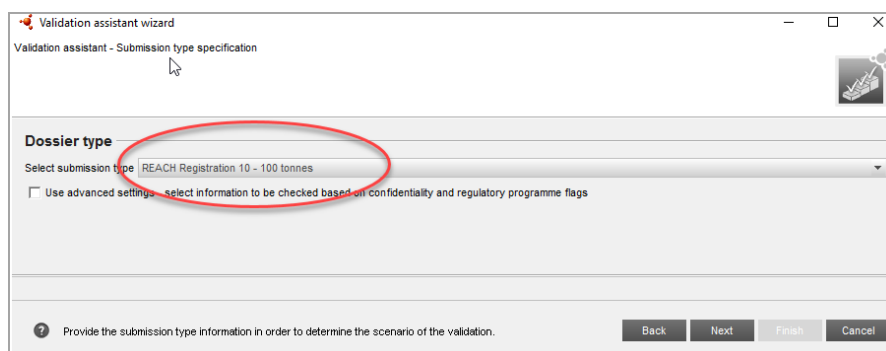 Validation assistant wizard
Validation assistant - Submission type specification
Dossier type
Select submission type REACH Registration 10 - 100 tonnes
Use advanced settings - select information to be checked based on confidentiality and regulatory programme flags
Provide the submission type information in order to determine the scenario of the validation.
Back Next Finish Cancel